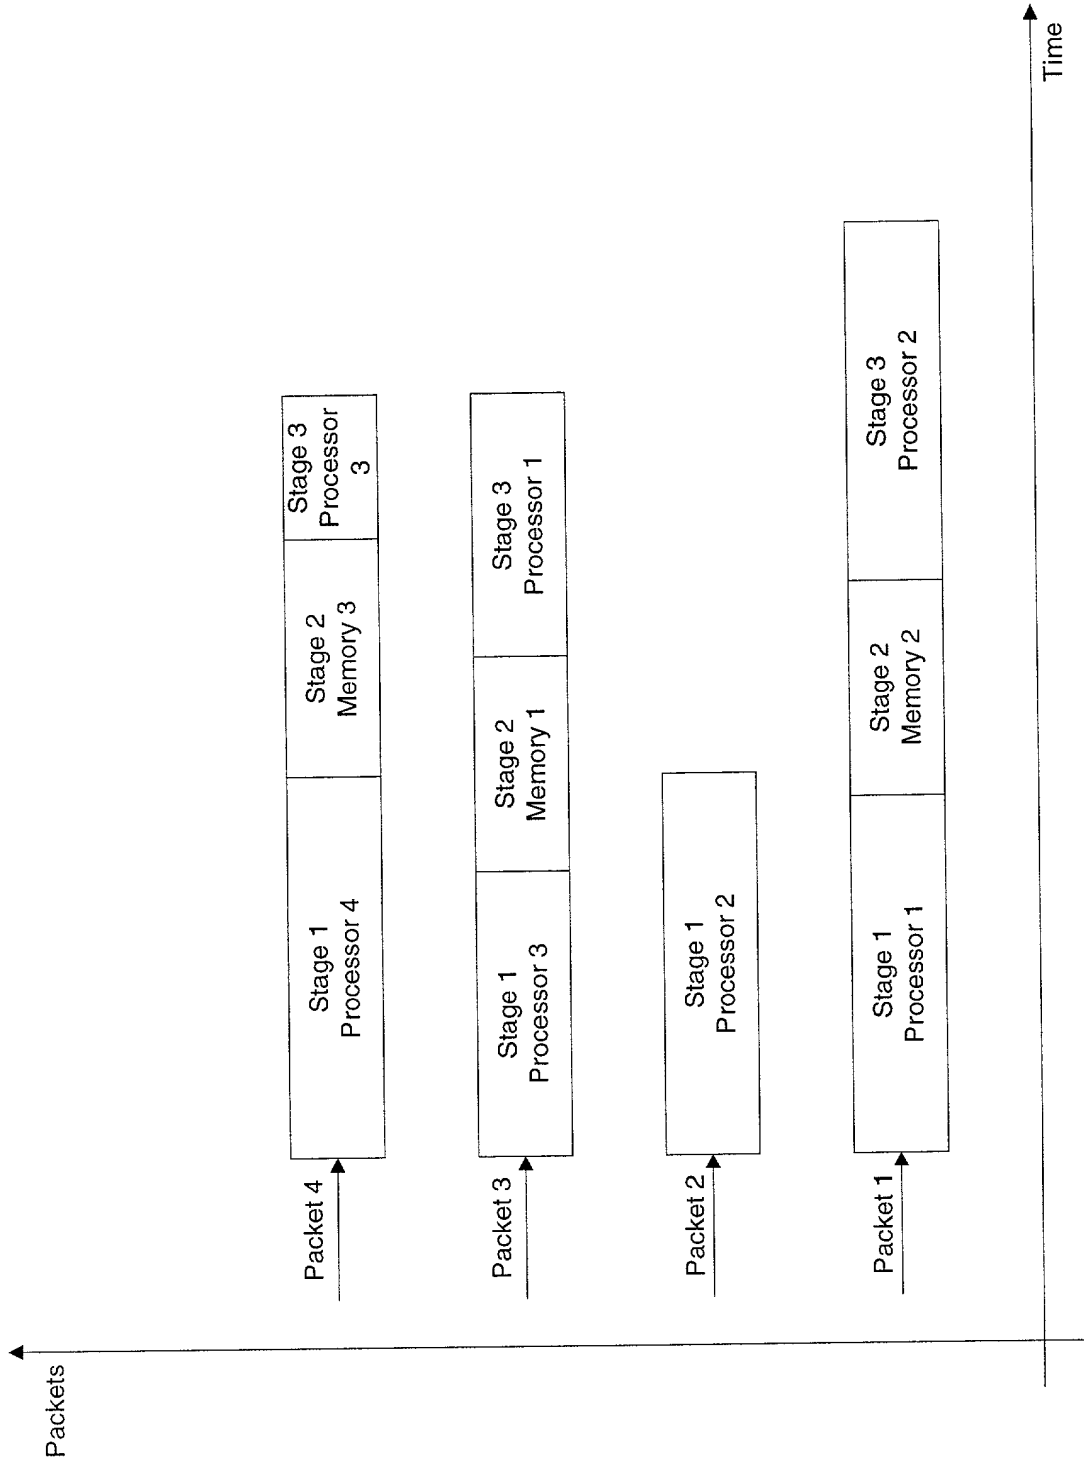 Packets
Packet 4
Stage 1
Processor 4
Stage 2
Memory 3
Stage 3
Processor
3
Packet 3
Stage 1
Processor 3
Stage 2
Memory 1
Stage 3
Processor 1
Packet 2
Stage 1
Processor 2
Packet 1
Stage 1
Processor 1
Stage 2
Memory 2
Stage 3
Processor 2
Time